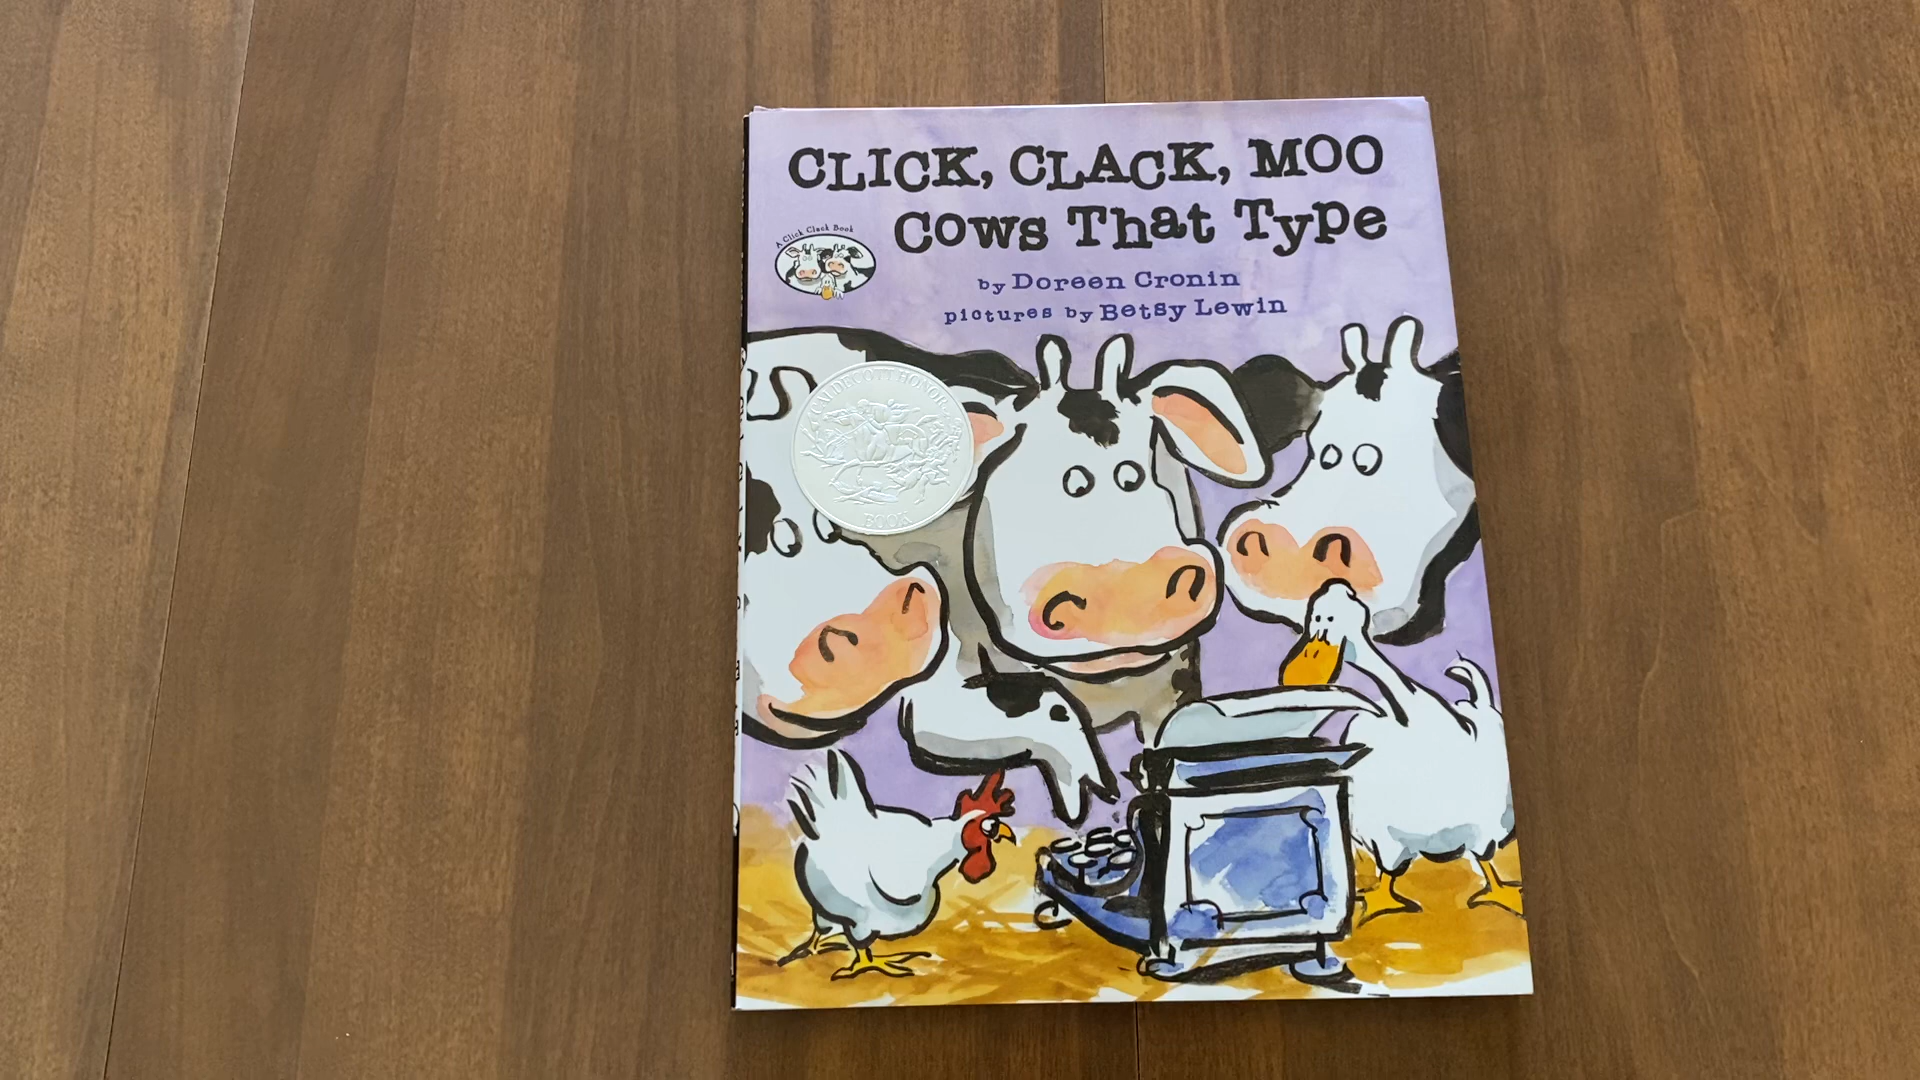 CLICK, CLACK, MOO
Cows That Type
A Click Clack Book
by Doreen Cronin
pictures by Betsy Lewin
CALDECOTT HONOR
BOOK